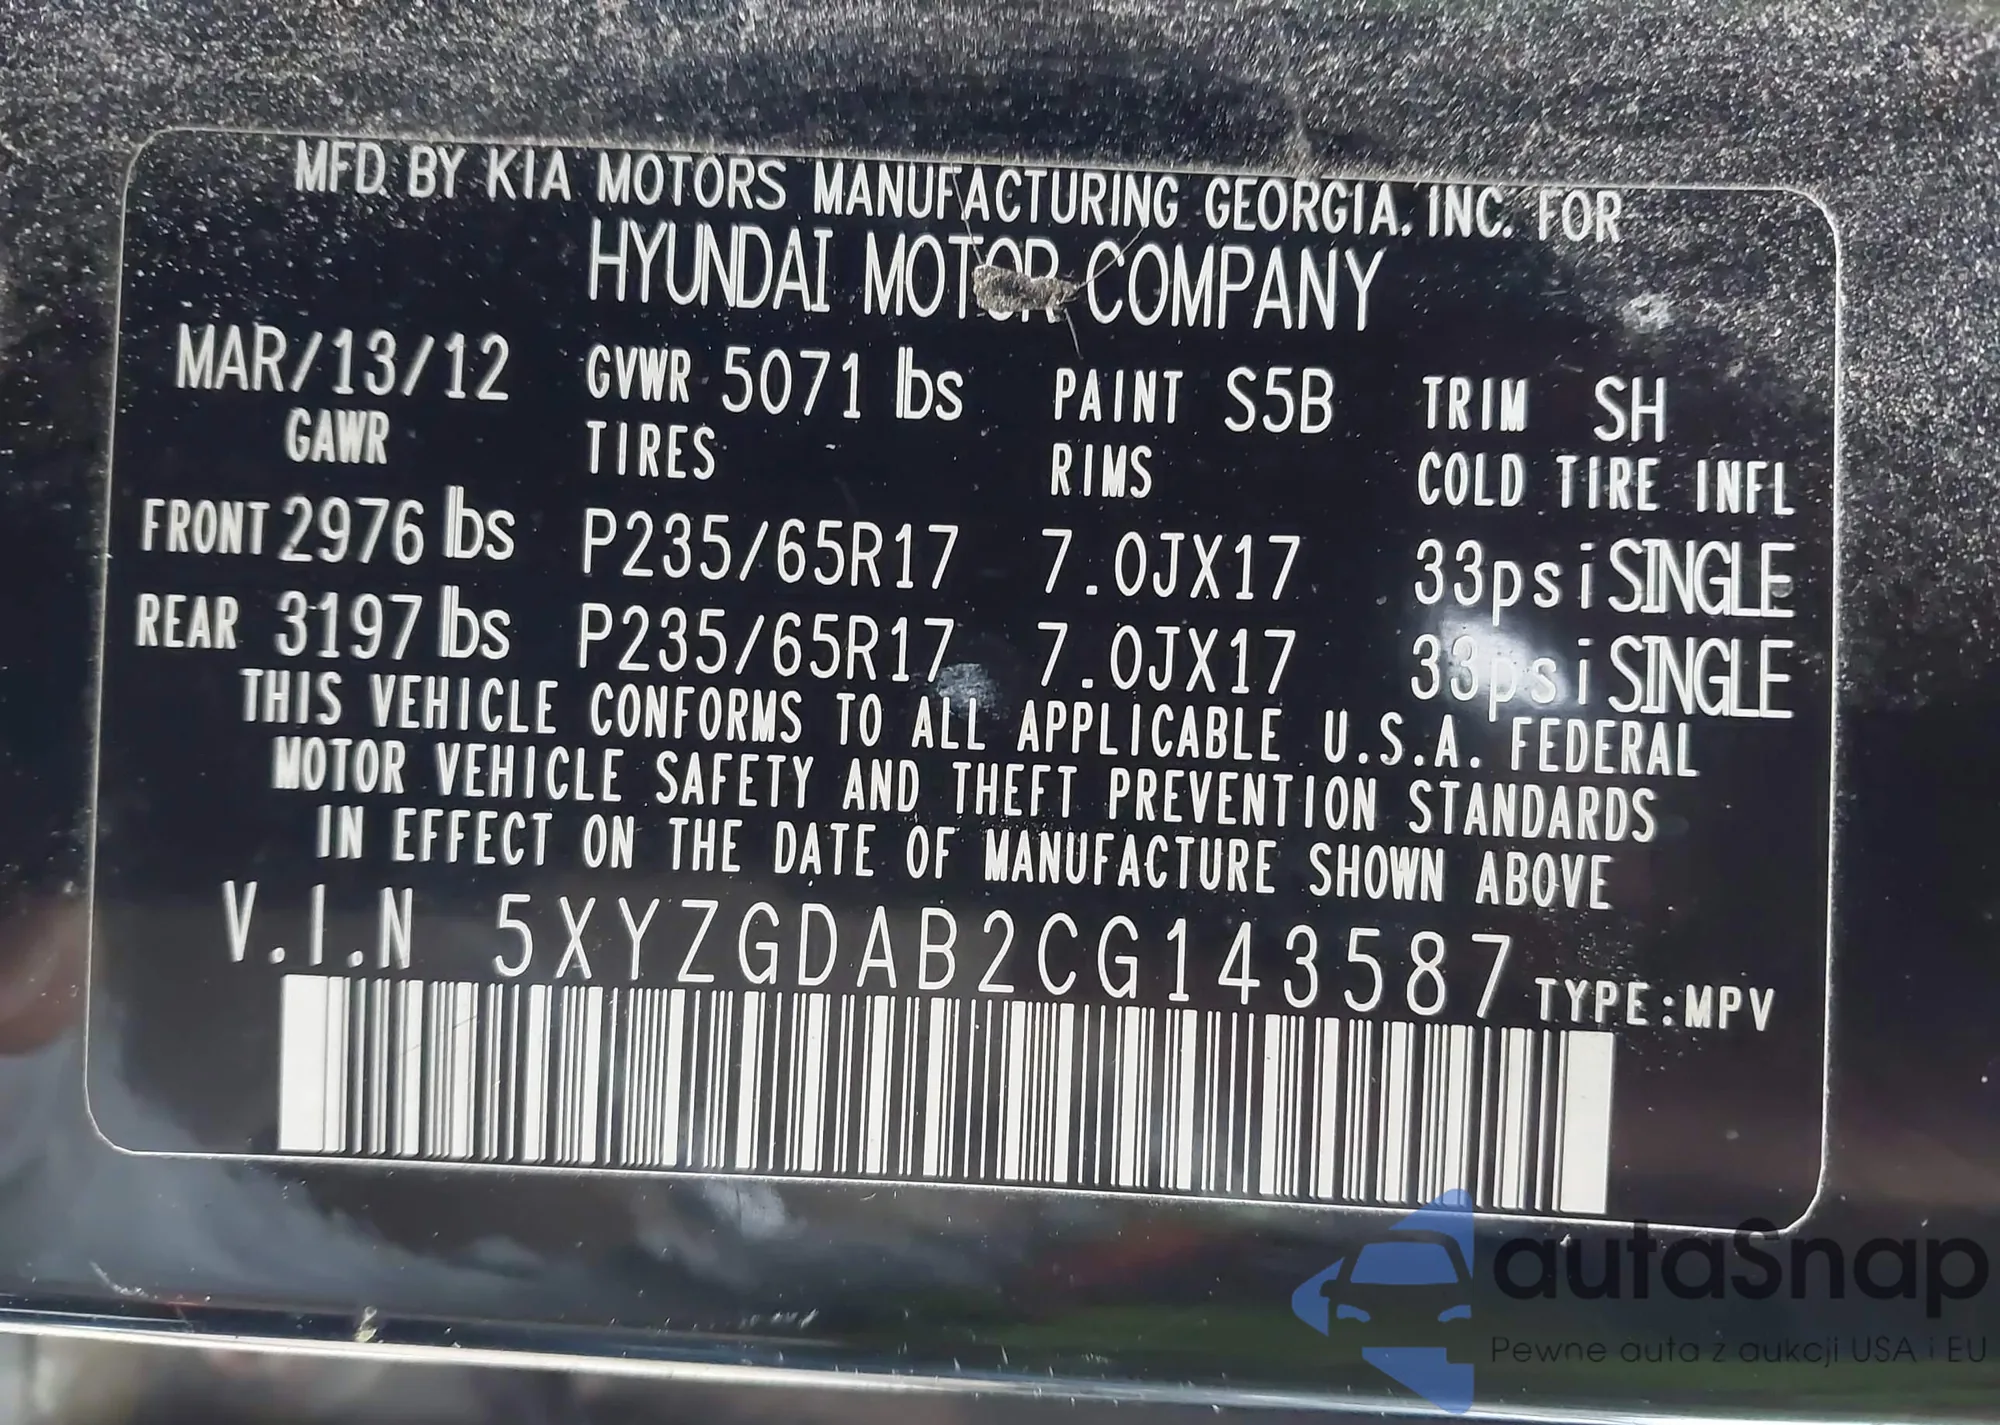 MFD. BY KIA MOTORS MANUFACTURING GEORGIA. INC. FOR
HYUNDAI MOTOR COMPANY
MAR/13/12 GVWR 5071 lbs PAINT S5B TRIM SH
GAWR TIRES RIMS COLD TIRE INFL
FRONT 2976 lbs P235/65R17 7.0JX17 33psi SINGLE
REAR 3197 lbs P235/65R17 7.0JX17 33psi SINGLE
THIS VEHICLE CONFORMS TO ALL APPLICABLE U.S.A. FEDERAL
MOTOR VEHICLE SAFETY AND THEFT PREVENTION STANDARDS
IN EFFECT ON THE DATE OF MANUFACTURE SHOWN ABOVE
V.I.N 5XYZGDAB2CG143587 TYPE:MPV
autaSnap
Pewne auta z aukcji USA i EU